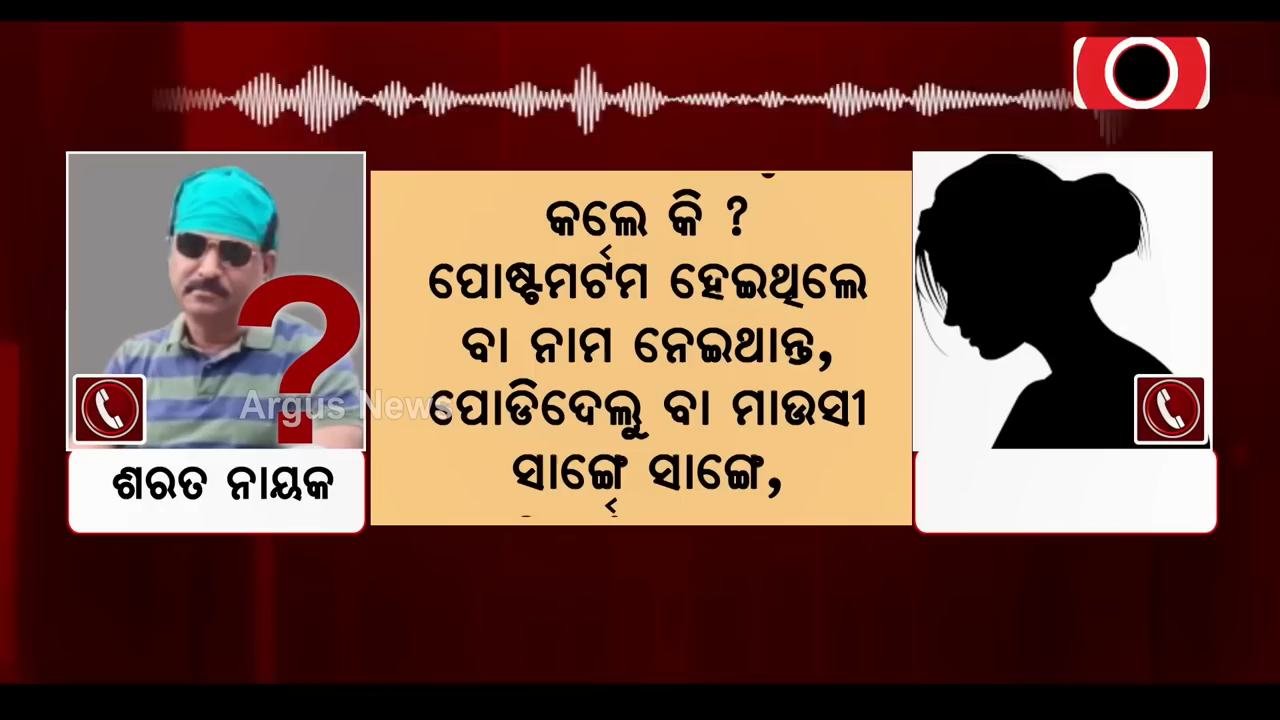 କଲେ କି ?
ପୋଷ୍ଟମର୍ଟମ ହେଇଥିଲେ
ବା ନାମ ନେଇଥାନ୍ତ,
ପୋଡିଦେଲୁ ବା ମାଉସୀ
ସାଙ୍ଗେ ସାଙ୍ଗେ,
Argus News
ଶରତ ନାୟକ